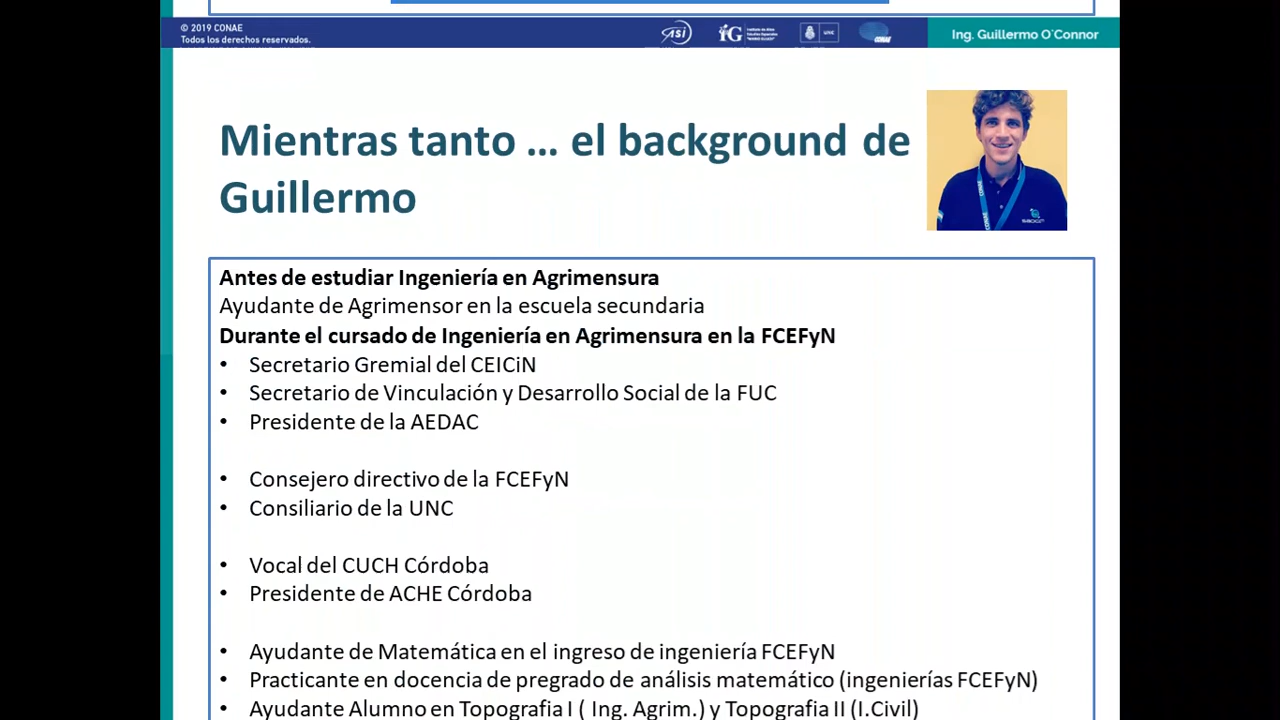 © 2019 CONAE
Todos los derechos reservados.
ASI
iG
UNC
CONAE
Ing. Guillermo O`Connor
Mientras tanto … el background de
Guillermo
CONAE
Antes de estudiar Ingeniería en Agrimensura
Ayudante de Agrimensor en la escuela secundaria
Durante el cursado de Ingeniería en Agrimensura en la FCEFyN
• Secretario Gremial del CEICiN
• Secretario de Vinculación y Desarrollo Social de la FUC
• Presidente de la AEDAC
• Consejero directivo de la FCEFyN
• Consiliario de la UNC
• Vocal del CUCH Córdoba
• Presidente de ACHE Córdoba
• Ayudante de Matemática en el ingreso de ingeniería FCEFyN
• Practicante en docencia de pregrado de análisis matemático (ingenierías FCEFyN)
• Ayudante Alumno en Topografia I ( Ing. Agrim.) y Topografia II (I.Civil)